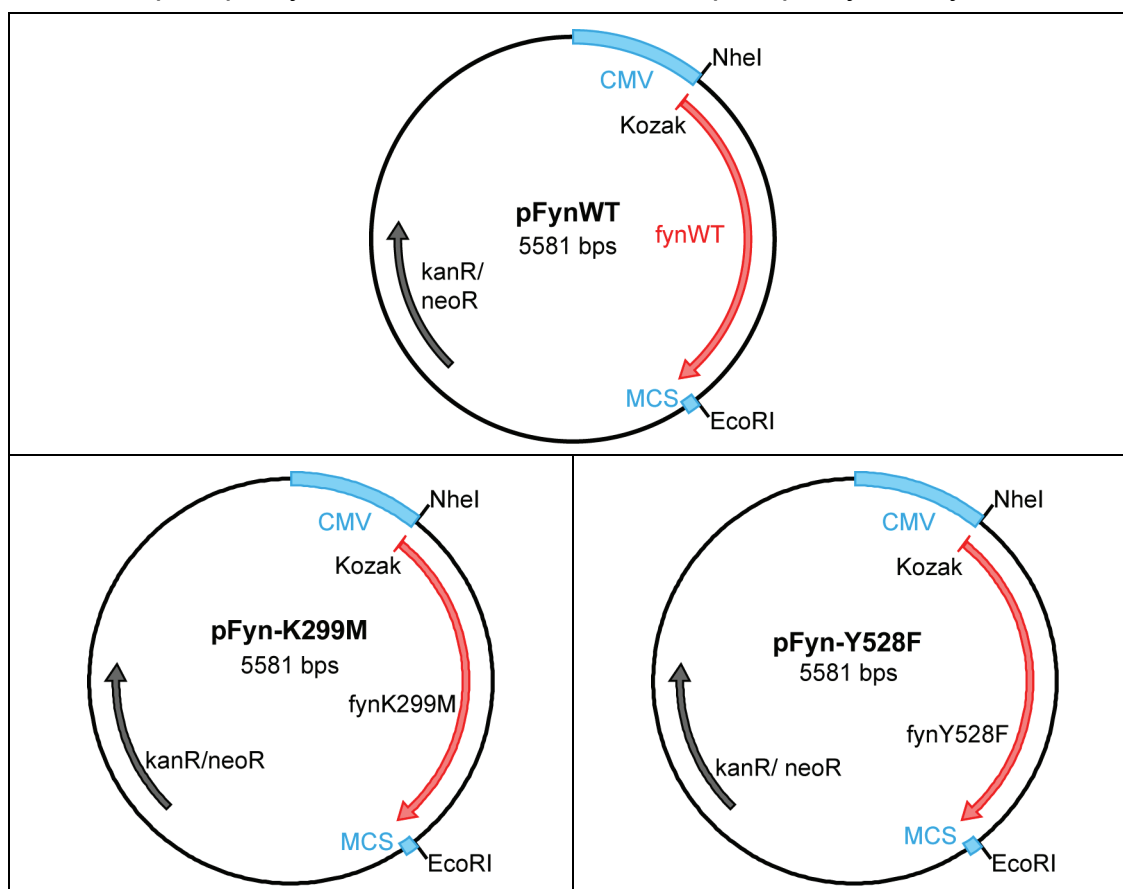 NheI
CMV
Kozak
pFynWT
5581 bps
fynWT
kanR/
neoR
MCS
EcoRI
NheI
CMV
Kozak
pFyn-K299M
5581 bps
fynK299M
kanR/neoR
MCS
EcoRI
NheI
CMV
Kozak
pFyn-Y528F
5581 bps
fynY528F
kanR/ neoR
MCS
EcoRI